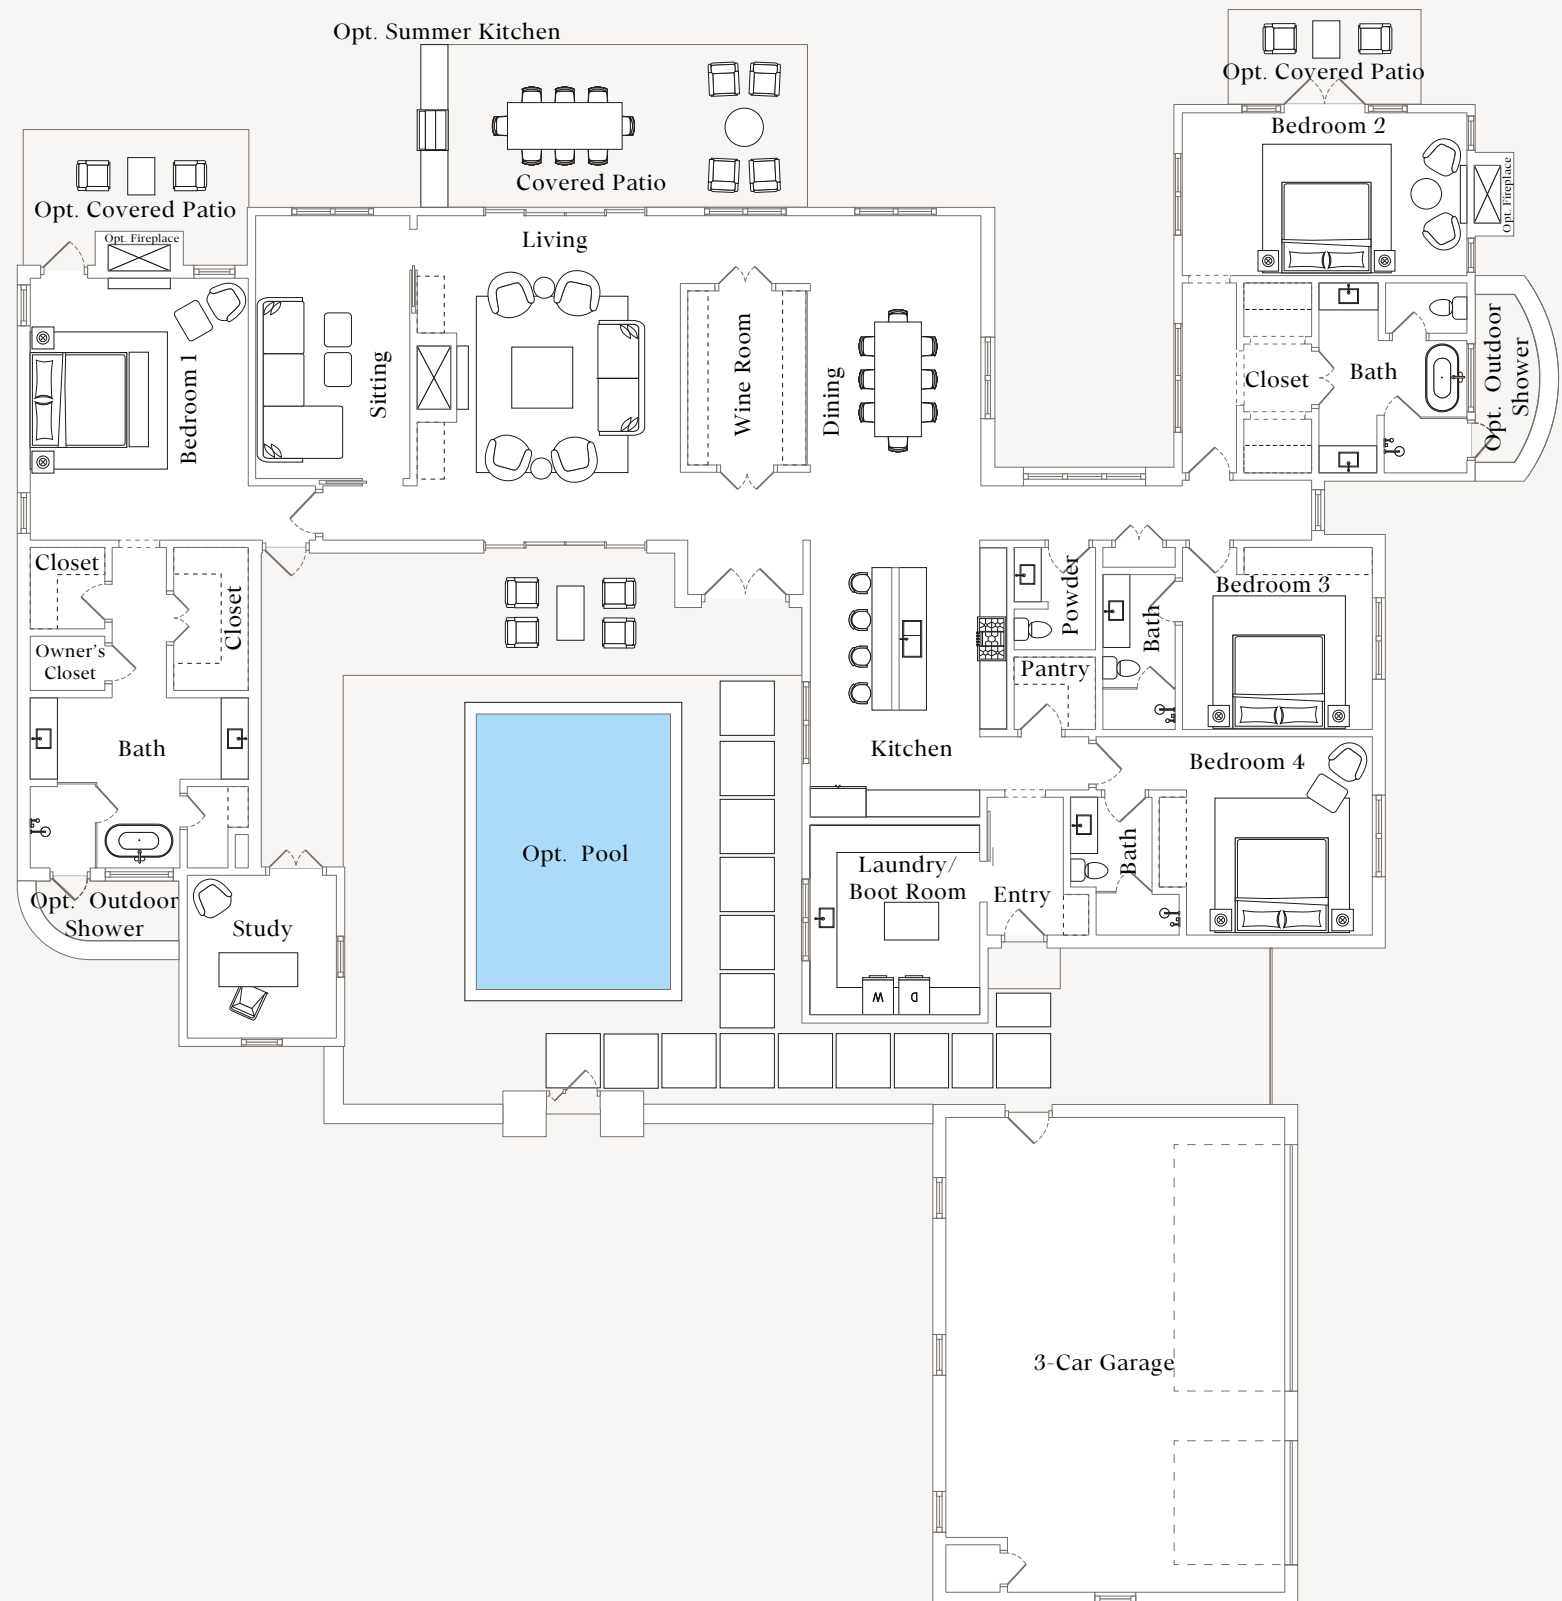 Opt. Summer Kitchen
Opt. Covered Patio
Bedroom 2
Opt. Fireplace
Covered Patio
Opt. Covered Patio
Opt. Fireplace
Living
Bedroom 1
Sitting
Wine Room
Dining
Closet
Bath
Opt. Outdoor
Shower
Closet
Closet
Owner's
Closet
Powder
Bath
Bedroom 3
Pantry
Bath
Kitchen
Bedroom 4
Opt. Pool
Laundry/
Boot Room
Entry
Bath
Opt. Outdoor
Shower
Study
W
D
3-Car Garage